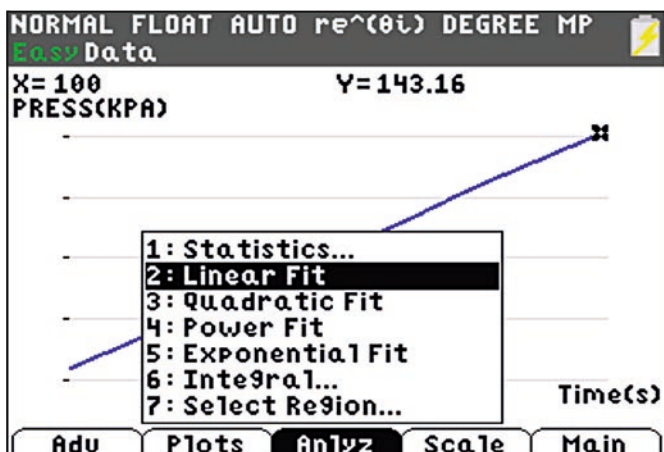 NORMAL FLOAT AUTO re^(θi) DEGREE MP
EasyData
X=100 Y=143.16
PRESS(KPA)
1:Statistics...
2:Linear Fit
3:Quadratic Fit
4:Power Fit
5:Exponential Fit
6:Integral...
7:Select Region...
Time(s)
Adv Plots Anlyz Scale Main